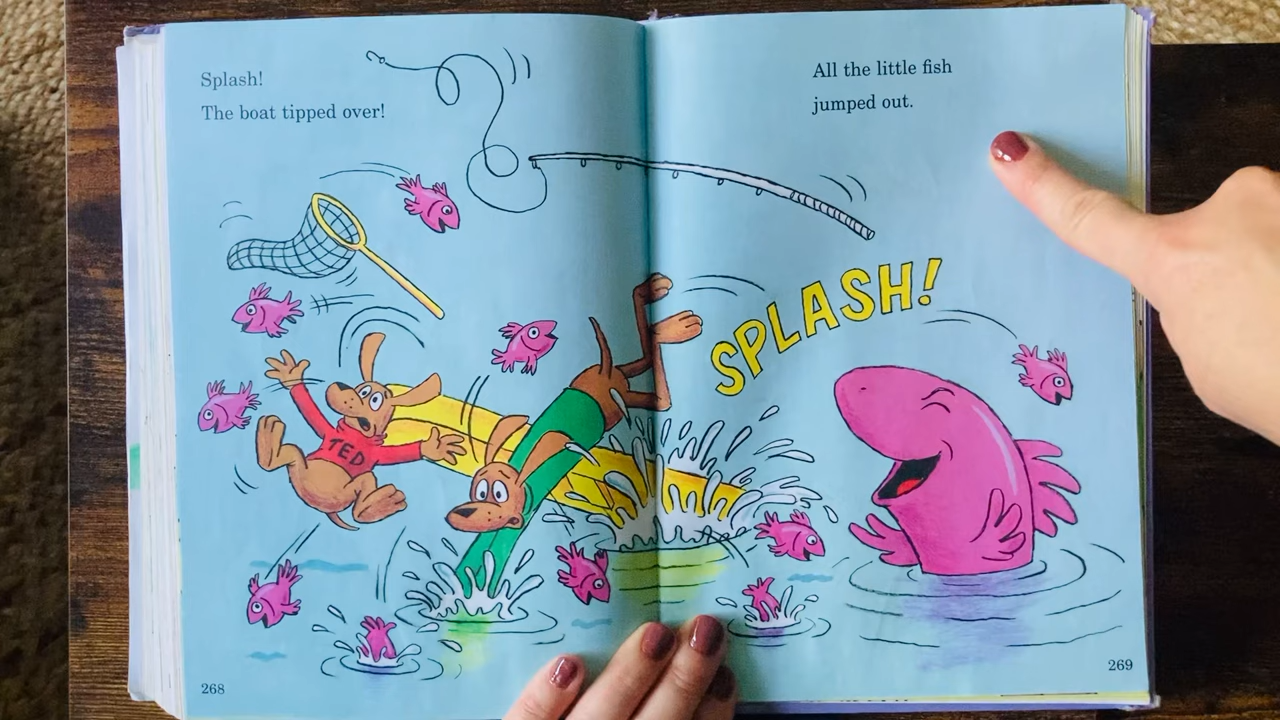 Splash!
The boat tipped over!
TED
268
All the little fish
jumped out.
SPLASH!
269